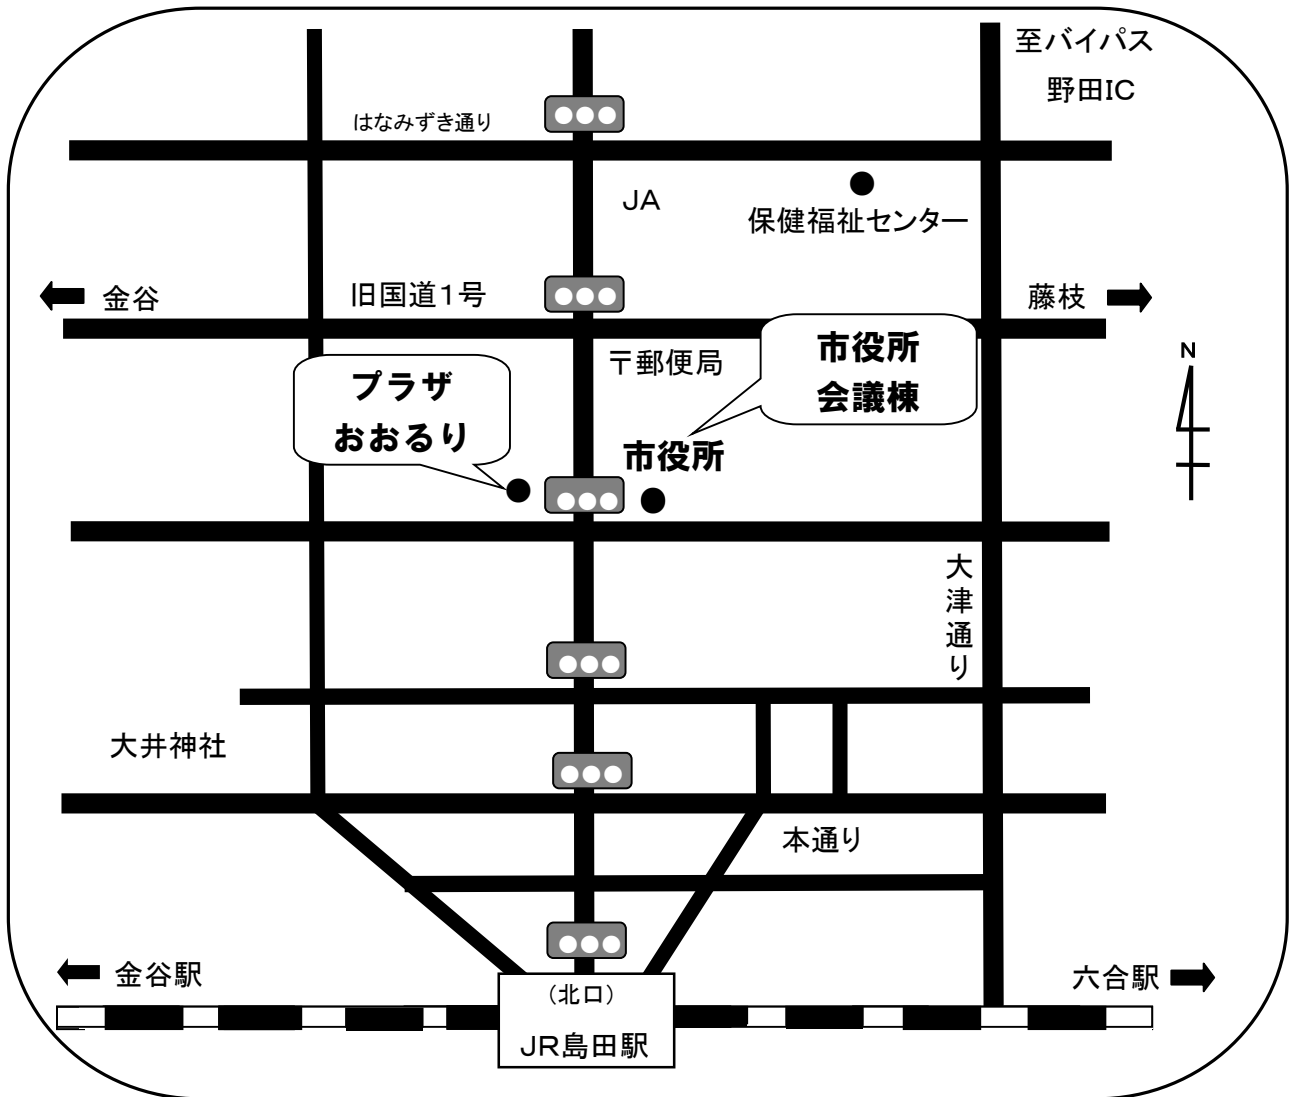 至バイパス
野田IC
はなみずき通り
JA
保健福祉センター
金谷
旧国道1号
藤枝
〒郵便局
市役所
会議棟
N
プラザ
おおるり
市役所
大津通り
大井神社
本通り
金谷駅
(北口)
六合駅
JR島田駅